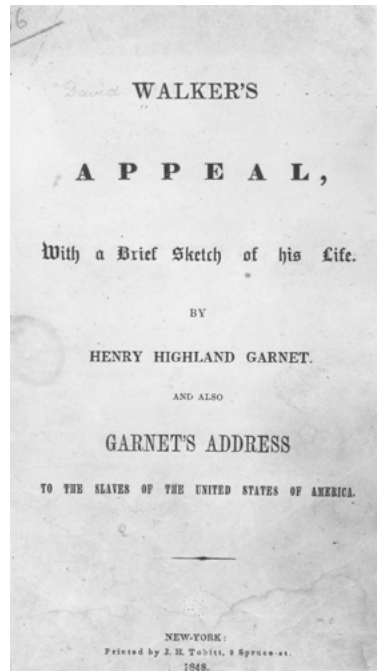 6
David WALKER'S
APPEAL,
With a Brief Sketch of his Life.
BY
HENRY HIGHLAND GARNET.
AND ALSO
GARNET'S ADDRESS
TO THE SLAVES OF THE UNITED STATES OF AMERICA.
NEW-YORK:
Printed by J. H. Tobitt, 9 Spruce-st.
1848.